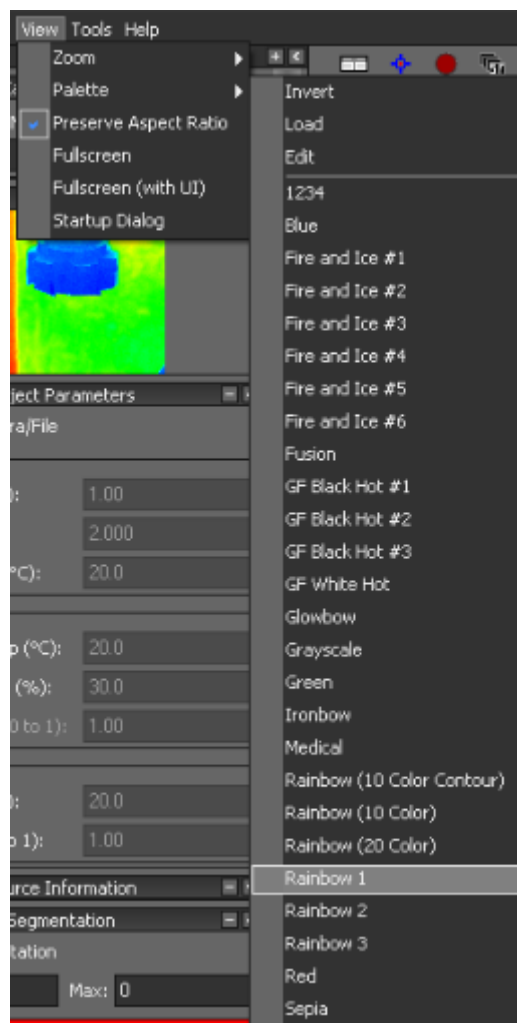 View Tools Help
Zoom
Palette
Preserve Aspect Ratio
Fullscreen
Fullscreen (with UI)
Startup Dialog
Invert
Load
Edit
1234
Blue
Fire and Ice #1
Fire and Ice #2
Fire and Ice #3
Fire and Ice #4
Fire and Ice #5
Fire and Ice #6
Fusion
GF Black Hot #1
GF Black Hot #2
GF Black Hot #3
GF White Hot
Glowbow
Grayscale
Green
Ironbow
Medical
Rainbow (10 Color Contour)
Rainbow (10 Color)
Rainbow (20 Color)
Rainbow 1
Rainbow 2
Rainbow 3
Red
Sepia
ject Parameters
ra/File
): 1.00
2.000
°C): 20.0
p (°C): 20.0
(%): 30.0
0 to 1): 1.00
): 20.0
o 1): 1.00
urce Information
Segmentation
tation
Max: 0